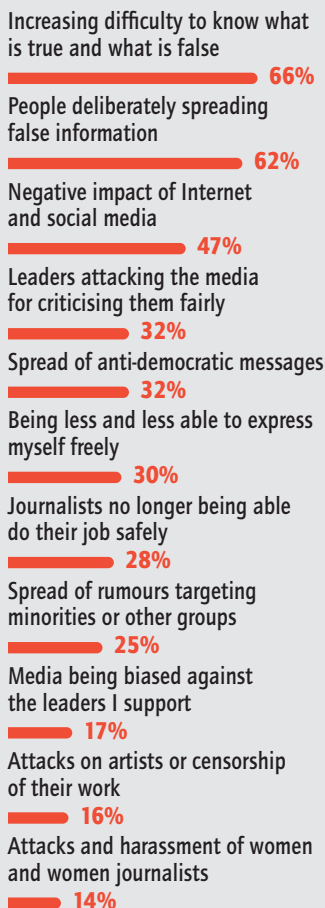 Increasing difficulty to know what
is true and what is false
66%
People deliberately spreading
false information
62%
Negative impact of Internet
and social media
47%
Leaders attacking the media
for criticising them fairly
32%
Spread of anti-democratic messages
32%
Being less and less able to express
myself freely
30%
Journalists no longer being able
do their job safely
28%
Spread of rumours targeting
minorities or other groups
25%
Media being biased against
the leaders I support
17%
Attacks on artists or censorship
of their work
16%
Attacks and harassment of women
and women journalists
14%